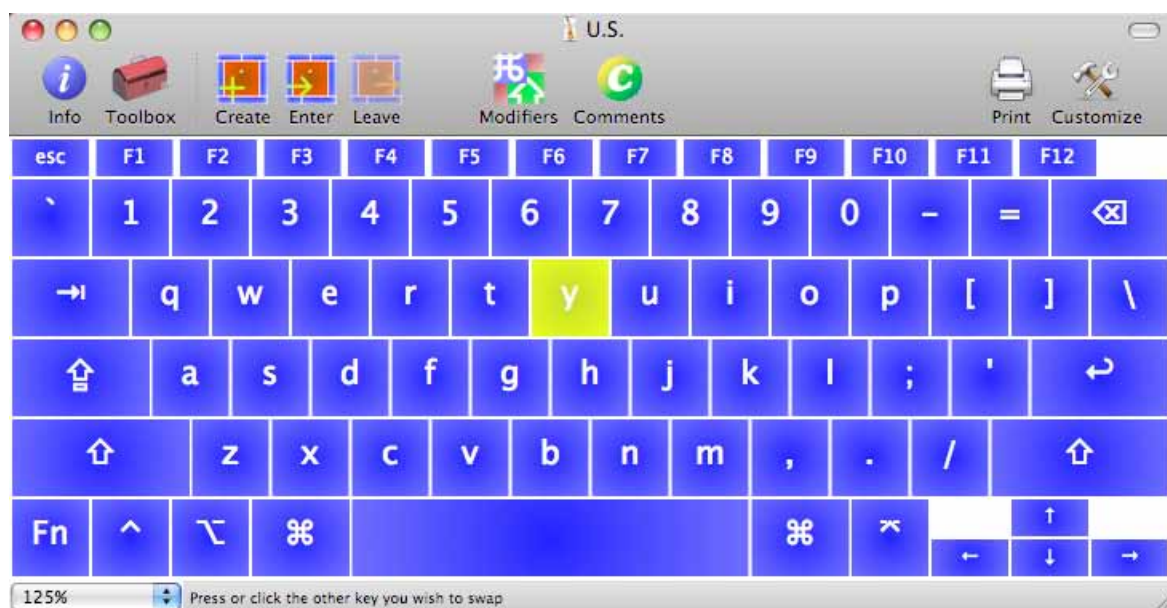 U.S.
Info Toolbox Create Enter Leave Modifiers Comments Print Customize
esc F1 F2 F3 F4 F5 F6 F7 F8 F9 F10 F11 F12
` 1 2 3 4 5 6 7 8 9 0 - = ⌫
⇥ q w e r t y u i o p [ ] \
⇪ a s d f g h j k l ; ' ↩
⇧ z x c v b n m , . / ⇧
Fn ^ ⌥ ⌘ ⌘ ⌤ ↑
← ↓ →
125% Press or click the other key you wish to swap